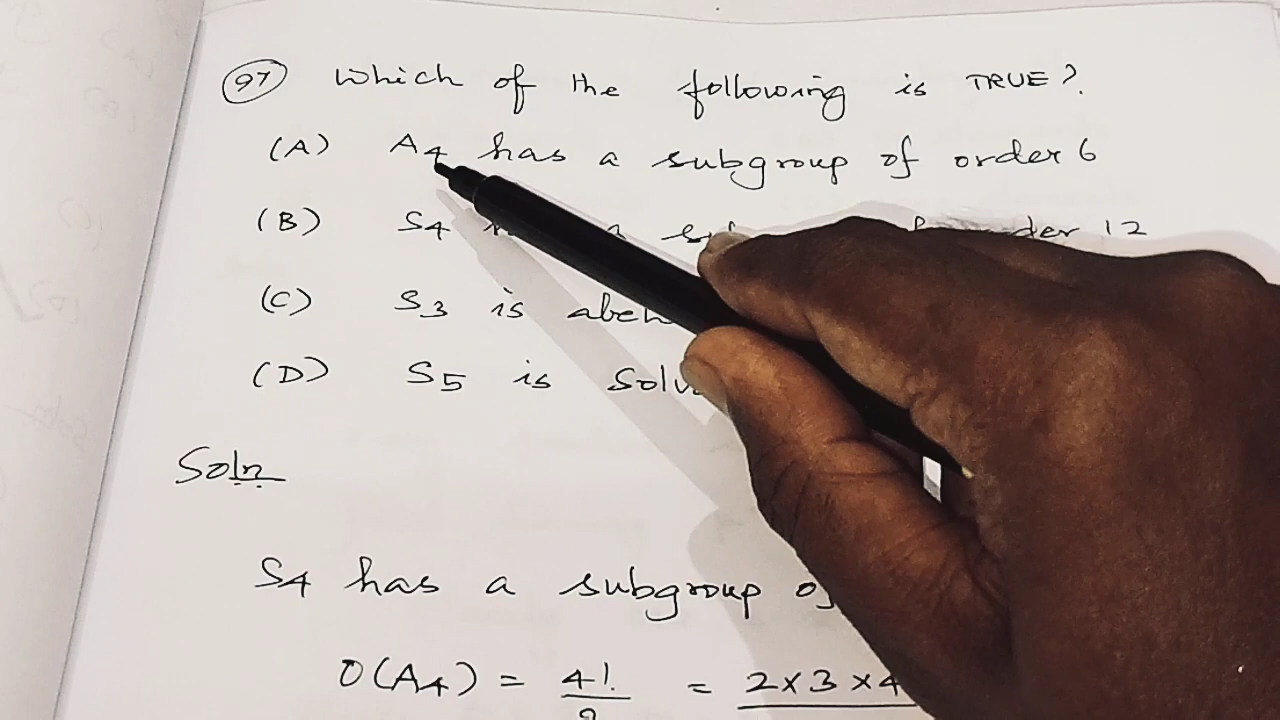 97 Which of the following is TRUE?
(A) A4 has a subgroup of order 6
(B) S4 12
(C) S3 is
(D) S5 is
Soln
S4 has a subgroup
O(A4) = 4! = 2×3×4